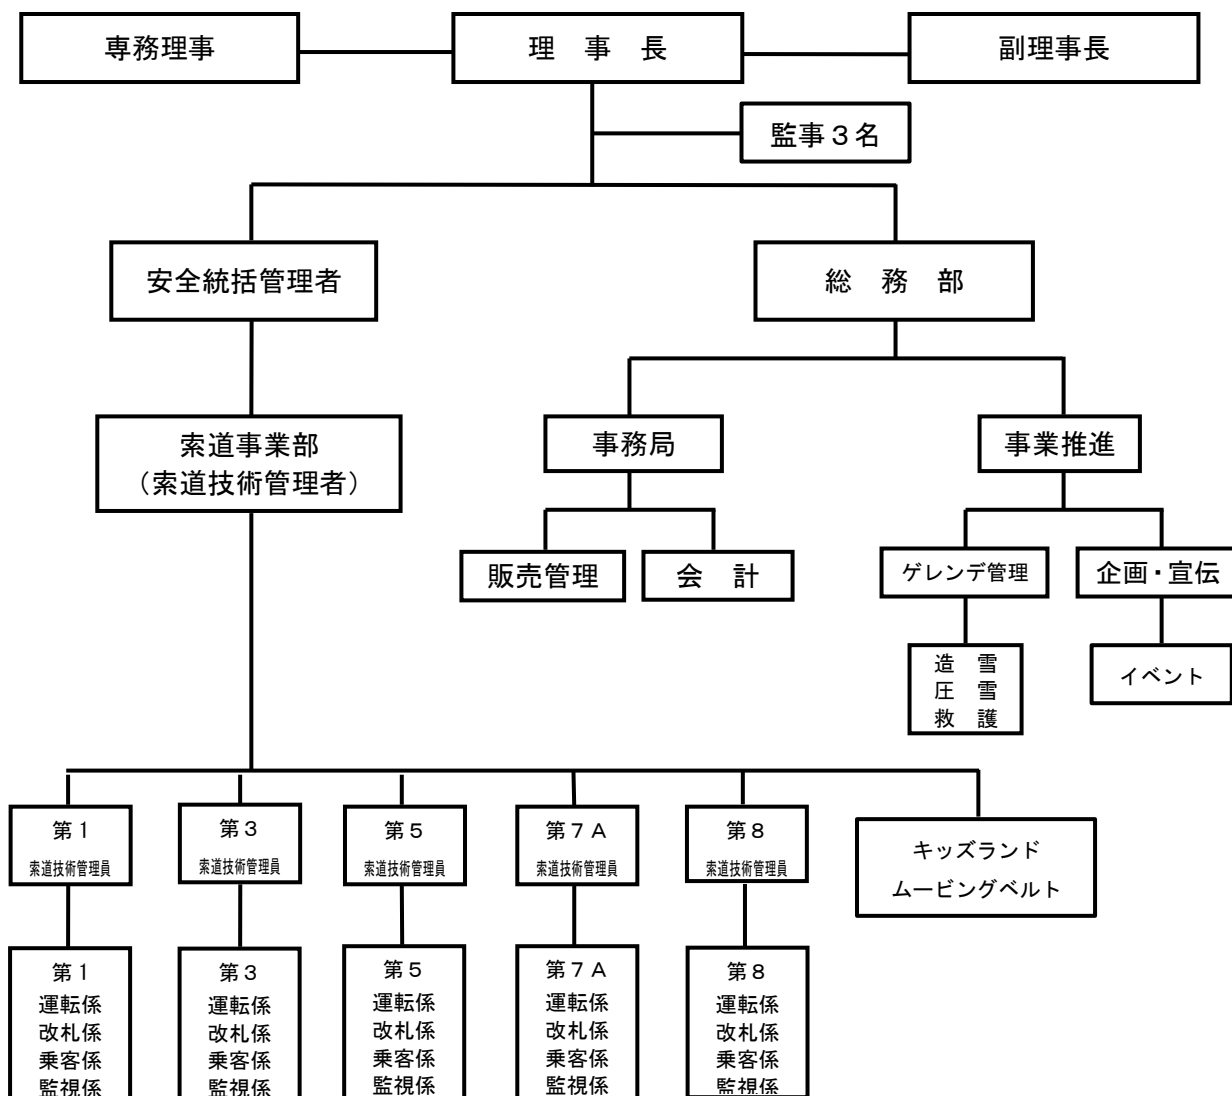 専務理事
理　事　長
副理事長
監事３名
安全統括管理者
総　務　部
索道事業部
（索道技術管理者）
事務局
事業推進
販売管理
会　計
ゲレンデ管理
企画・宣伝
造　雪
圧　雪
救　護
イベント
第１
索道技術管理員
第３
索道技術管理員
第５
索道技術管理員
第７Ａ
索道技術管理員
第８
索道技術管理員
キッズランド
ムービングベルト
第１
運転係
改札係
乗客係
監視係
第３
運転係
改札係
乗客係
監視係
第５
運転係
改札係
乗客係
監視係
第７Ａ
運転係
改札係
乗客係
監視係
第８
運転係
改札係
乗客係
監視係